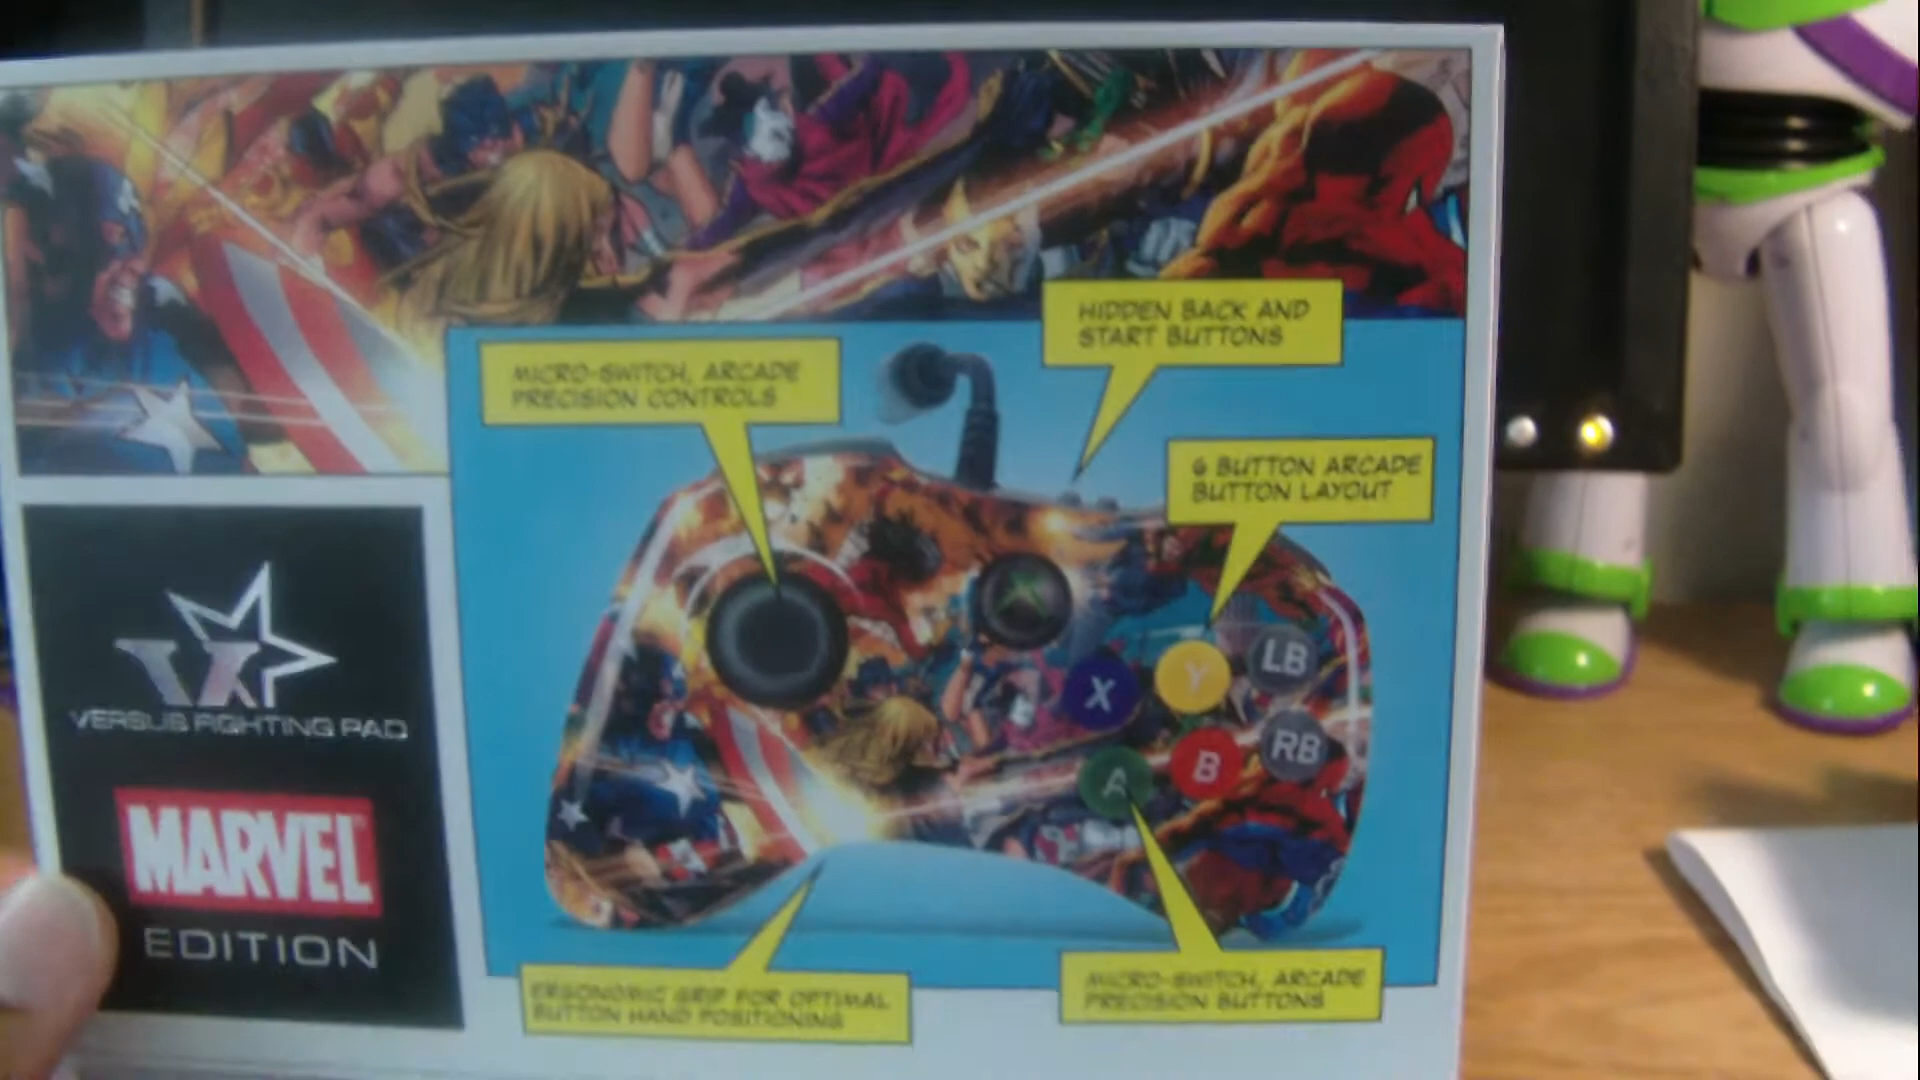 HIDDEN BACK AND
START BUTTONS
MICRO-SWITCH, ARCADE
PRECISION CONTROLS
6 BUTTON ARCADE
BUTTON LAYOUT
X
Y
LB
A
B
RB
VERSUS FIGHTING PAD
MARVEL
EDITION
ERGONOMIC GRIP FOR OPTIMAL
BUTTON HAND POSITIONING
MICRO-SWITCH, ARCADE
PRECISION BUTTONS